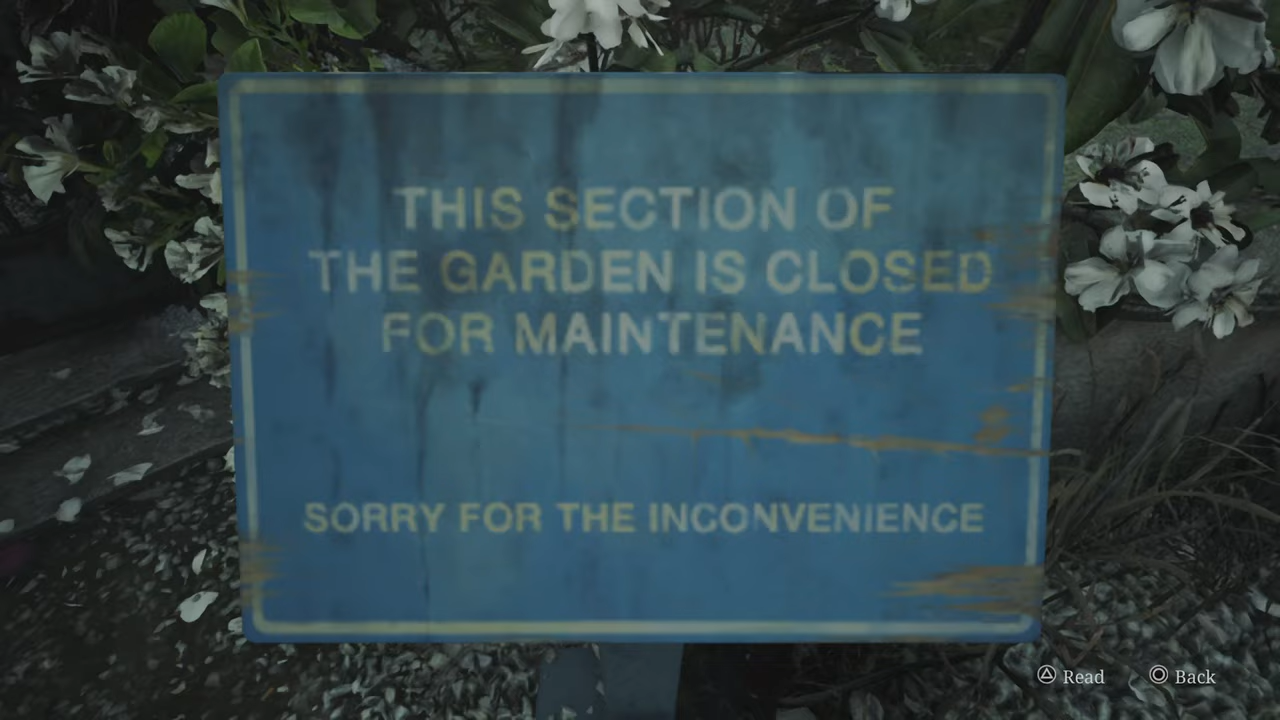 THIS SECTION OF
THE GARDEN IS CLOSED
FOR MAINTENANCE
SORRY FOR THE INCONVENIENCE
Read Back